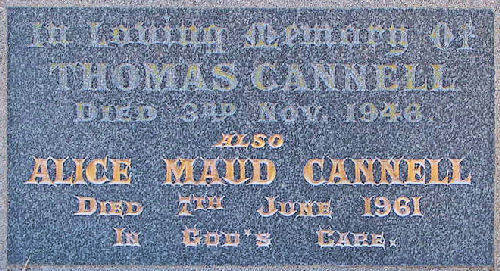 In Loving Memory Of
THOMAS CANNELL
DIED 3RD NOV. 1946.
ALSO
ALICE MAUD CANNELL
DIED 7TH JUNE 1961
IN GOD'S CARE.